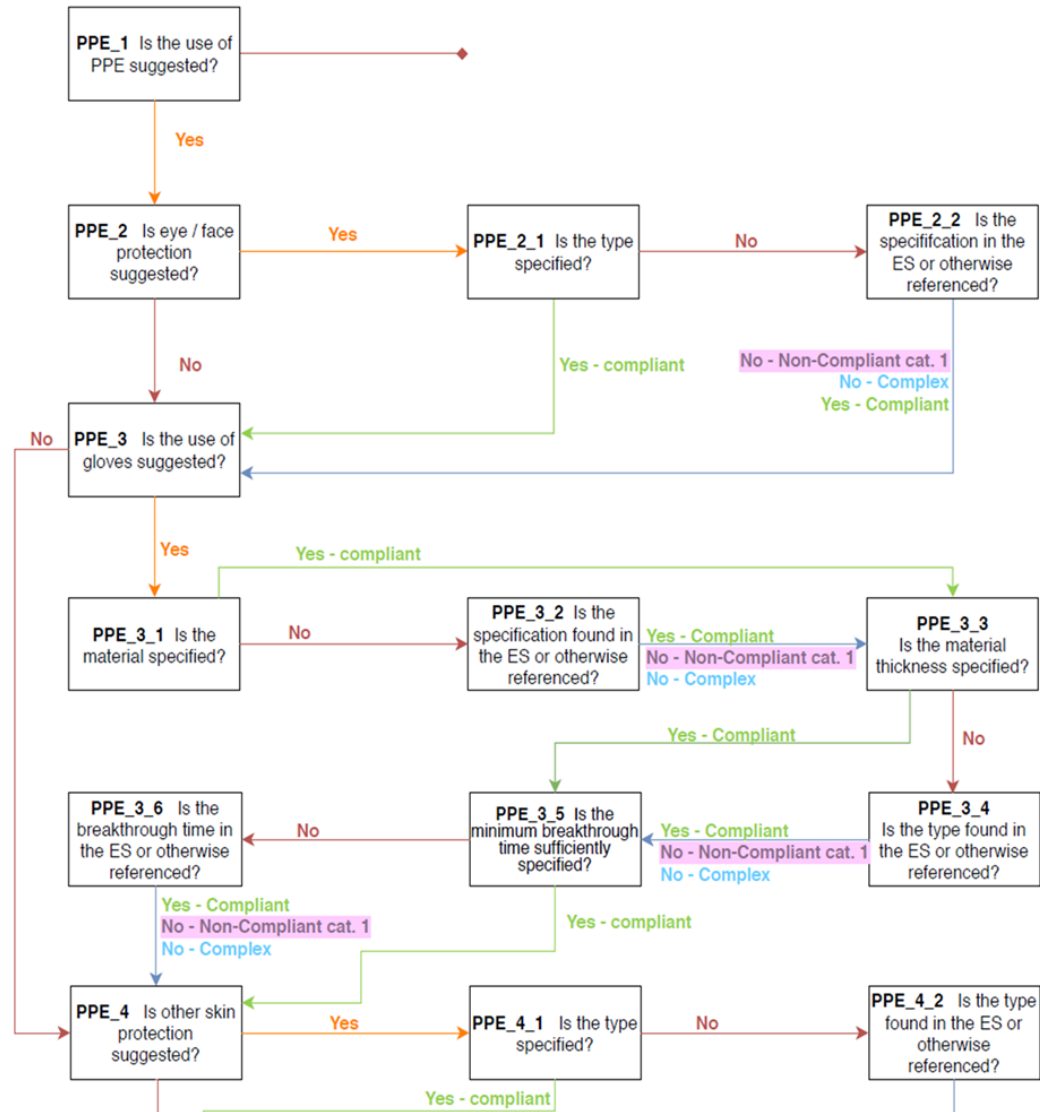 PPE_1 Is the use of
PPE suggested?
Yes
PPE_2 Is eye / face
protection
suggested?
Yes
PPE_2_1 Is the type
specified?
No
PPE_2_2 Is the
specififcation in the
ES or otherwise
referenced?
No
Yes - compliant
No - Non-Compliant cat. 1
No - Complex
Yes - Compliant
No
PPE_3 Is the use of
gloves suggested?
Yes
Yes - compliant
PPE_3_1 Is the
material specified?
No
PPE_3_2 Is the
specification found in
the ES or otherwise
referenced?
Yes - Compliant
No - Non-Compliant cat. 1
No - Complex
PPE_3_3
Is the material
thickness specified?
Yes - Compliant
No
PPE_3_6 Is the
breakthrough time in
the ES or otherwise
referenced?
No
PPE_3_5 Is the
minimum breakthrough
time sufficiently
specified?
Yes - Compliant
No - Non-Compliant cat. 1
No - Complex
PPE_3_4
Is the type found in
the ES or otherwise
referenced?
Yes - Compliant
No - Non-Compliant cat. 1
No - Complex
Yes - compliant
PPE_4 Is other skin
protection
suggested?
Yes
PPE_4_1 Is the type
specified?
No
PPE_4_2 Is the type
found in the ES or
otherwise
referenced?
Yes - compliant